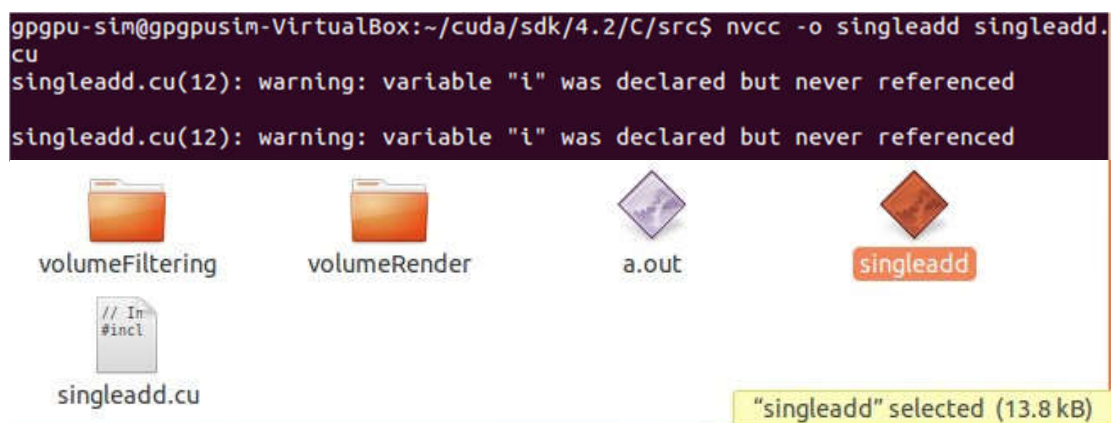 gpgpu-sim@gpgpusim-VirtualBox:~/cuda/sdk/4.2/C/src$ nvcc -o singleadd singleadd.
cu
singleadd.cu(12): warning: variable "i" was declared but never referenced
singleadd.cu(12): warning: variable "i" was declared but never referenced
volumeFiltering
volumeRender
a.out
singleadd
// In
#incl
singleadd.cu
"singleadd" selected (13.8 kB)